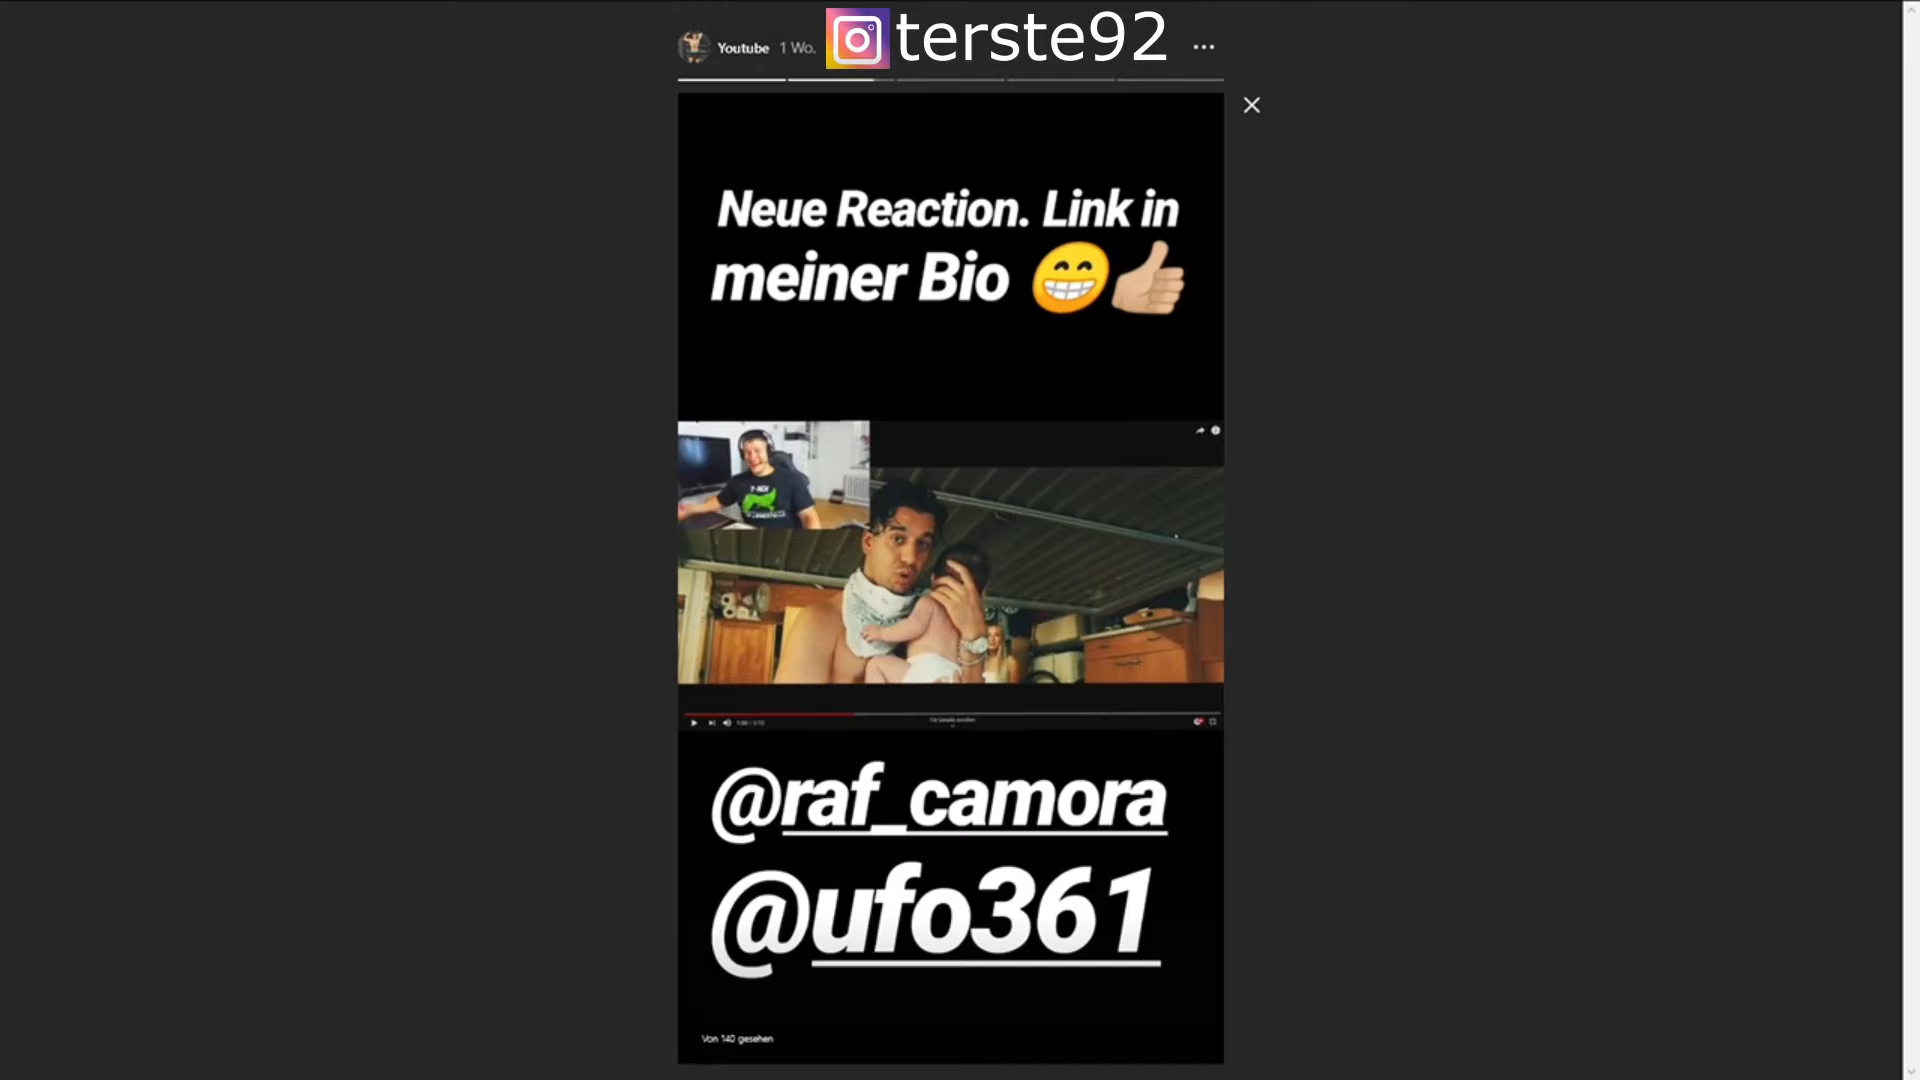 terste92
Youtube 1 Wo.
Neue Reaction. Link in
meiner Bio 😁👍🏼
@raf_camora
@ufo361
Von 140 gesehen